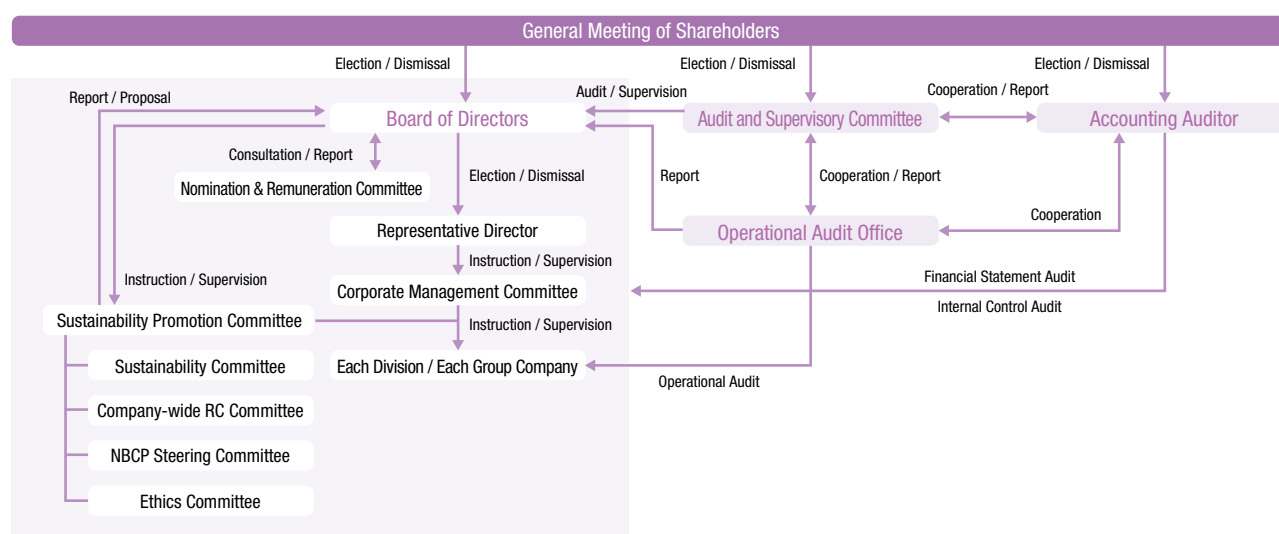 General Meeting of Shareholders
Election / Dismissal
Election / Dismissal
Election / Dismissal
Report / Proposal
Audit / Supervision
Cooperation / Report
Board of Directors
Audit and Supervisory Committee
Accounting Auditor
Consultation / Report
Election / Dismissal
Report
Cooperation / Report
Nomination & Remuneration Committee
Cooperation
Representative Director
Operational Audit Office
Instruction / Supervision
Instruction / Supervision
Financial Statement Audit
Corporate Management Committee
Internal Control Audit
Sustainability Promotion Committee
Instruction / Supervision
Sustainability Committee
Each Division / Each Group Company
Operational Audit
Company-wide RC Committee
NBCP Steering Committee
Ethics Committee